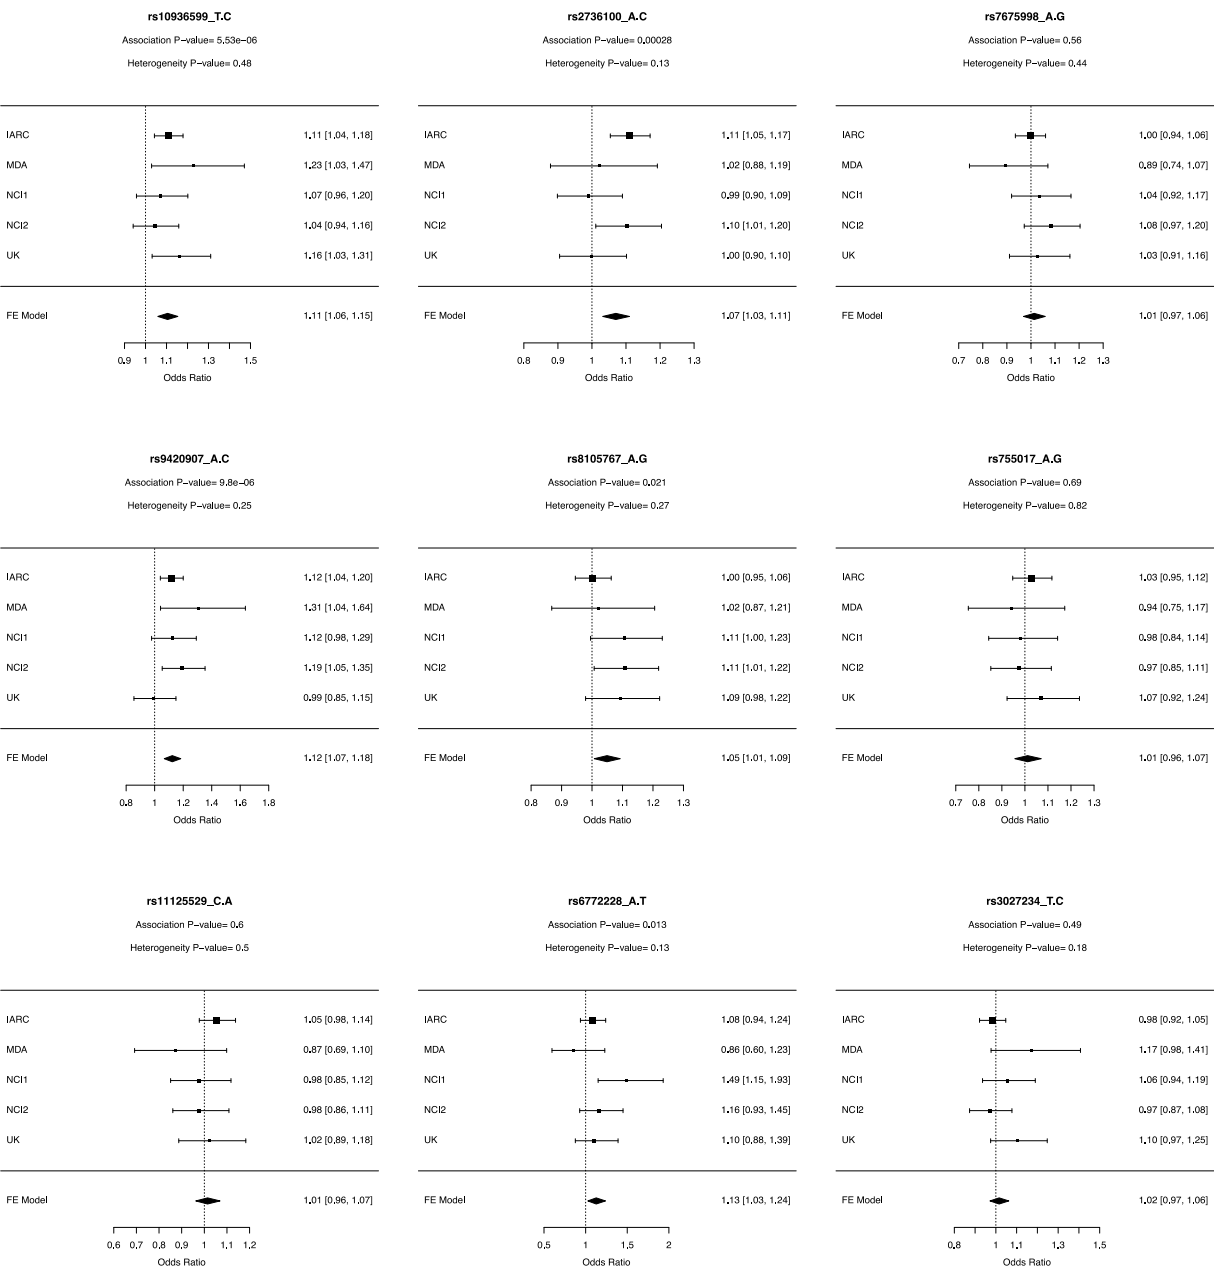 rs10936599_T.C
Association P−value= 5.53e−06
Heterogeneity P−value= 0.48
IARC 1.11 [1.04, 1.18]
MDA 1.23 [1.03, 1.47]
NCI1 1.07 [0.96, 1.20]
NCI2 1.04 [0.94, 1.16]
UK 1.16 [1.03, 1.31]
FE Model 1.11 [1.06, 1.15]
0.9 1 1.1 1.3 1.5
Odds Ratio
rs2736100_A.C
Association P−value= 0.00028
Heterogeneity P−value= 0.13
IARC 1.11 [1.05, 1.17]
MDA 1.02 [0.88, 1.19]
NCI1 0.99 [0.90, 1.09]
NCI2 1.10 [1.01, 1.20]
UK 1.00 [0.90, 1.10]
FE Model 1.07 [1.03, 1.11]
0.8 0.9 1 1.1 1.2 1.3
Odds Ratio
rs7675998_A.G
Association P−value= 0.56
Heterogeneity P−value= 0.44
IARC 1.00 [0.94, 1.06]
MDA 0.89 [0.74, 1.07]
NCI1 1.04 [0.92, 1.17]
NCI2 1.08 [0.97, 1.20]
UK 1.03 [0.91, 1.16]
FE Model 1.01 [0.97, 1.06]
0.7 0.8 0.9 1 1.1 1.2 1.3
Odds Ratio
rs9420907_A.C
Association P−value= 9.8e−06
Heterogeneity P−value= 0.25
IARC 1.12 [1.04, 1.20]
MDA 1.31 [1.04, 1.64]
NCI1 1.12 [0.98, 1.29]
NCI2 1.19 [1.05, 1.35]
UK 0.99 [0.85, 1.15]
FE Model 1.12 [1.07, 1.18]
0.8 1 1.2 1.4 1.6 1.8
Odds Ratio
rs8105767_A.G
Association P−value= 0.021
Heterogeneity P−value= 0.27
IARC 1.00 [0.95, 1.06]
MDA 1.02 [0.87, 1.21]
NCI1 1.11 [1.00, 1.23]
NCI2 1.11 [1.01, 1.22]
UK 1.09 [0.98, 1.22]
FE Model 1.05 [1.01, 1.09]
0.8 0.9 1 1.1 1.2 1.3
Odds Ratio
rs755017_A.G
Association P−value= 0.69
Heterogeneity P−value= 0.82
IARC 1.03 [0.95, 1.12]
MDA 0.94 [0.75, 1.17]
NCI1 0.98 [0.84, 1.14]
NCI2 0.97 [0.85, 1.11]
UK 1.07 [0.92, 1.24]
FE Model 1.01 [0.96, 1.07]
0.7 0.8 0.9 1 1.1 1.2 1.3
Odds Ratio
rs11125529_C.A
Association P−value= 0.6
Heterogeneity P−value= 0.5
IARC 1.05 [0.98, 1.14]
MDA 0.87 [0.69, 1.10]
NCI1 0.98 [0.85, 1.12]
NCI2 0.98 [0.86, 1.11]
UK 1.02 [0.89, 1.18]
FE Model 1.01 [0.96, 1.07]
0.6 0.7 0.8 0.9 1 1.1 1.2
Odds Ratio
rs6772228_A.T
Association P−value= 0.013
Heterogeneity P−value= 0.13
IARC 1.08 [0.94, 1.24]
MDA 0.86 [0.60, 1.23]
NCI1 1.49 [1.15, 1.93]
NCI2 1.16 [0.93, 1.45]
UK 1.10 [0.88, 1.39]
FE Model 1.13 [1.03, 1.24]
0.5 1 1.5 2
Odds Ratio
rs3027234_T.C
Association P−value= 0.49
Heterogeneity P−value= 0.18
IARC 0.98 [0.92, 1.05]
MDA 1.17 [0.98, 1.41]
NCI1 1.06 [0.94, 1.19]
NCI2 0.97 [0.87, 1.08]
UK 1.10 [0.97, 1.25]
FE Model 1.02 [0.97, 1.06]
0.8 1 1.1 1.3 1.5
Odds Ratio